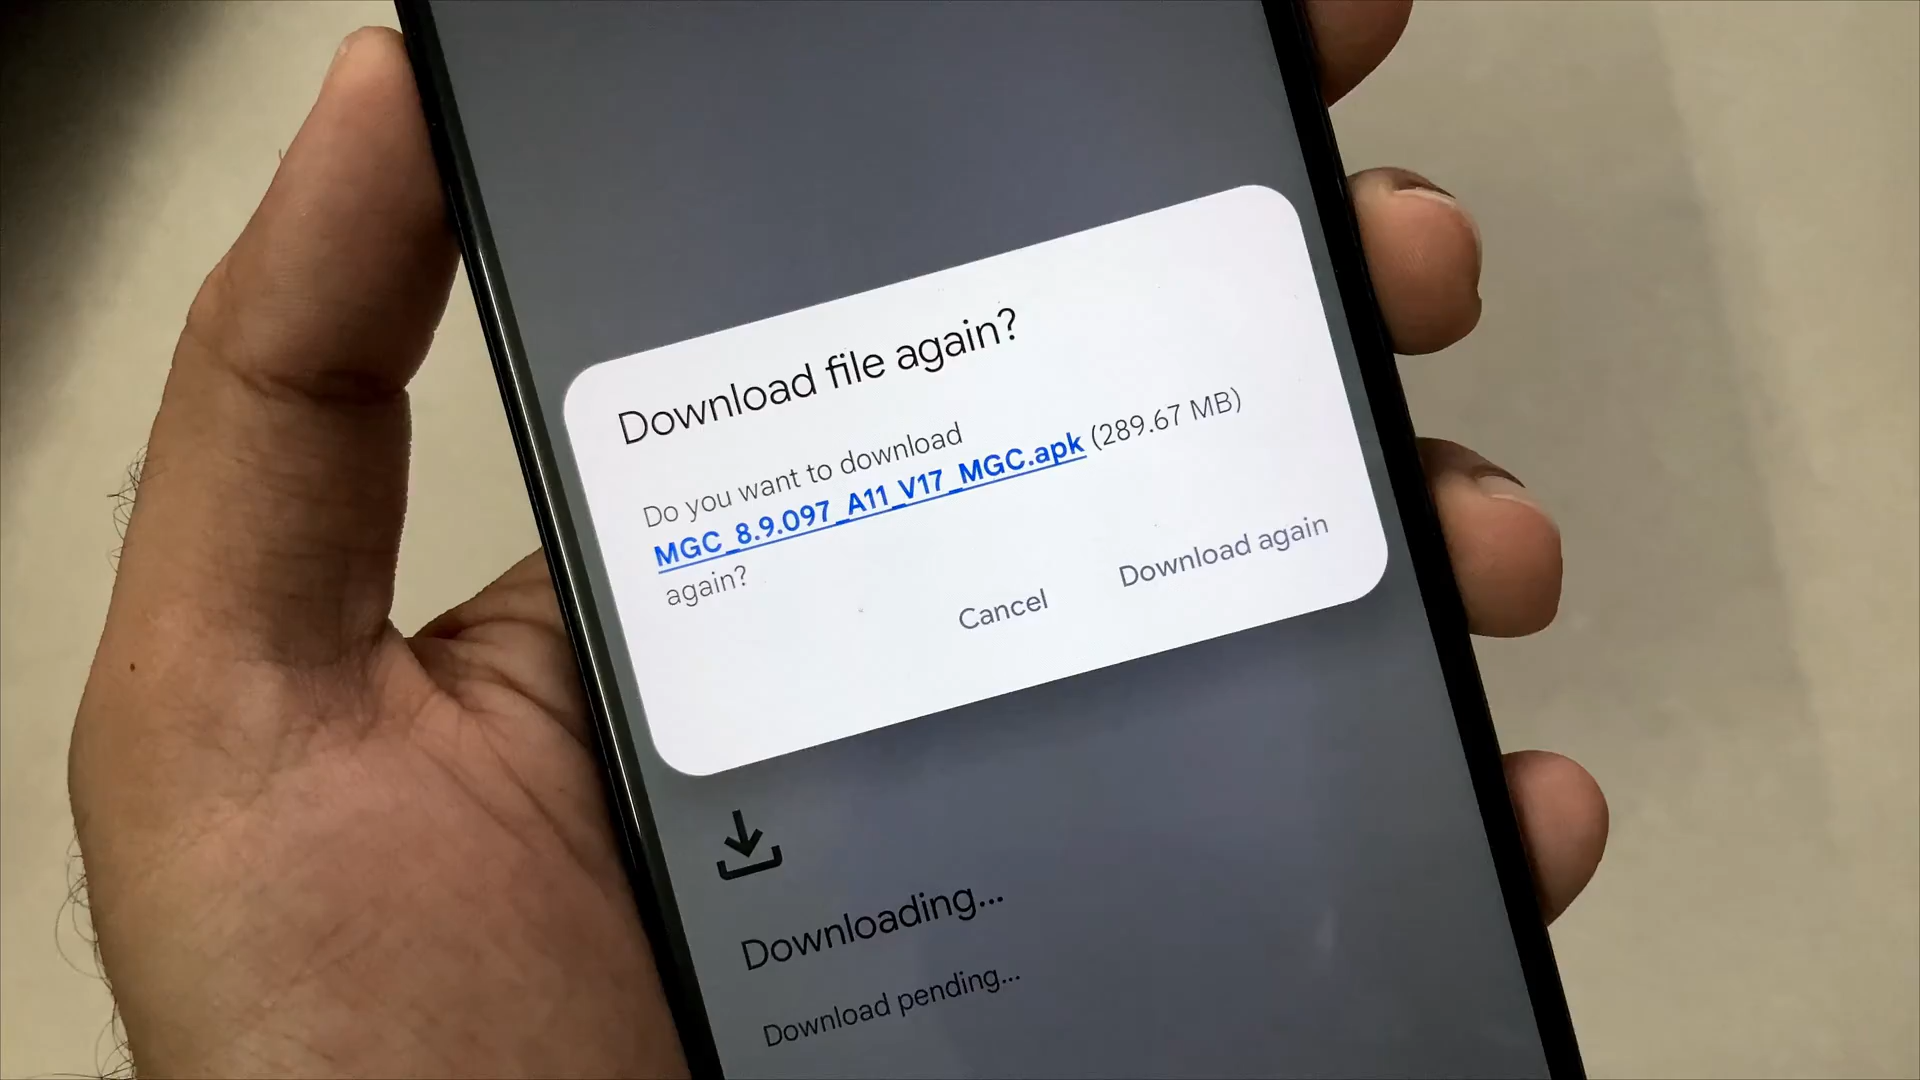 Download file again?
Do you want to download
MGC_8.9.097_A11_V17_MGC.apk (289.67 MB)
again?
Cancel
Download again
Downloading...
Download pending...